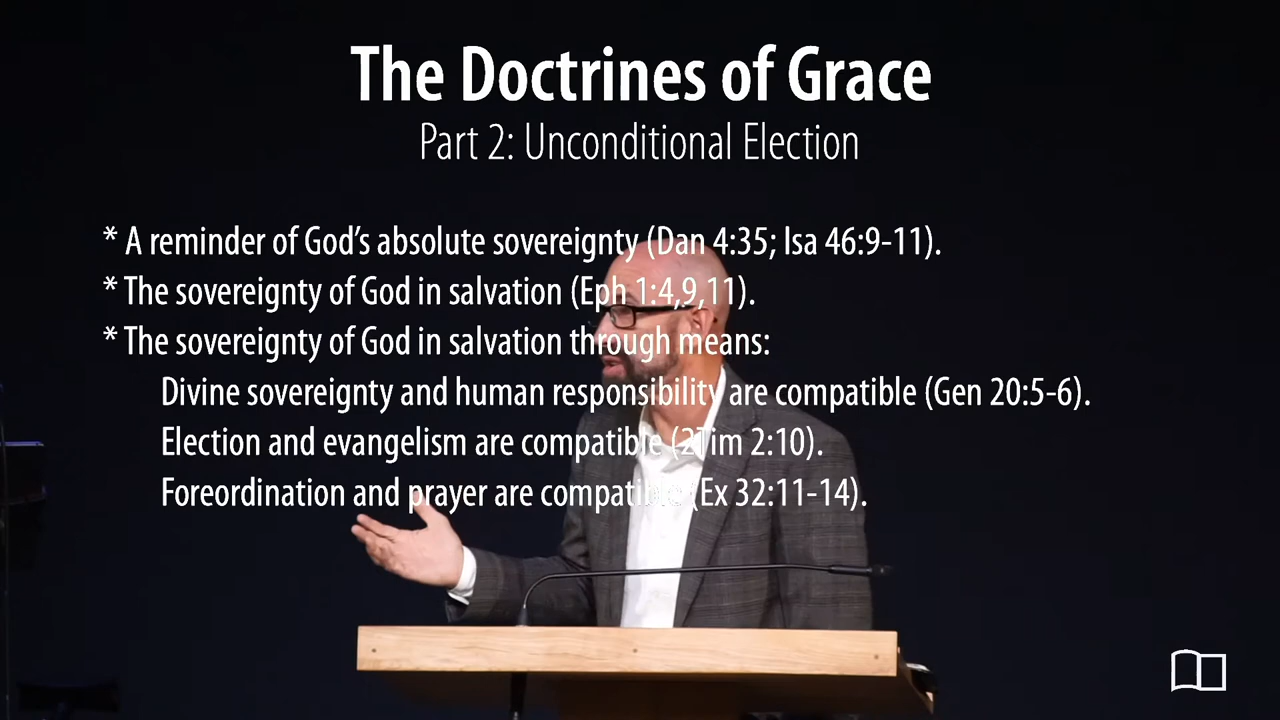 The Doctrines of Grace
Part 2: Unconditional Election
* A reminder of God's absolute sovereignty (Dan 4:35; Isa 46:9-11).
* The sovereignty of God in salvation (Eph 1:4,9,11).
* The sovereignty of God in salvation through means:
Divine sovereignty and human responsibility are compatible (Gen 20:5-6).
Election and evangelism are compatible (2Tim 2:10).
Foreordination and prayer are compatible (Ex 32:11-14).